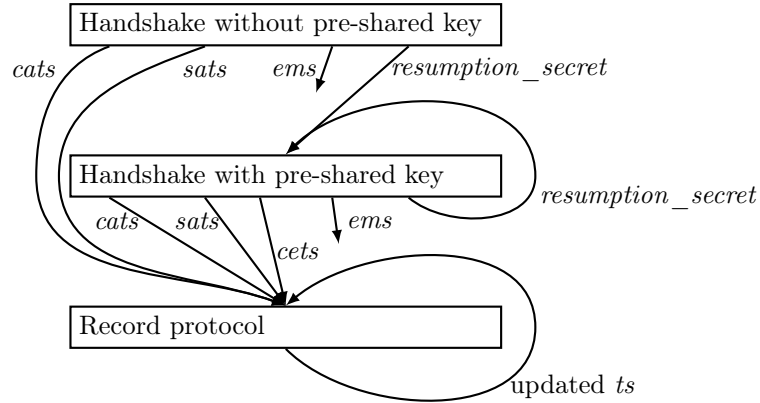 Handshake without pre-shared key
cats
sats
ems
resumption_secret
Handshake with pre-shared key
resumption_secret
cats
sats
ems
cets
Record protocol
updated ts